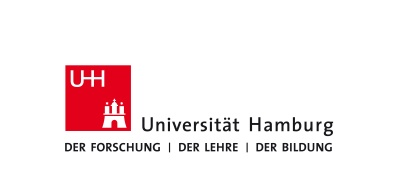 UHH
Universität Hamburg
DER FORSCHUNG | DER LEHRE | DER BILDUNG